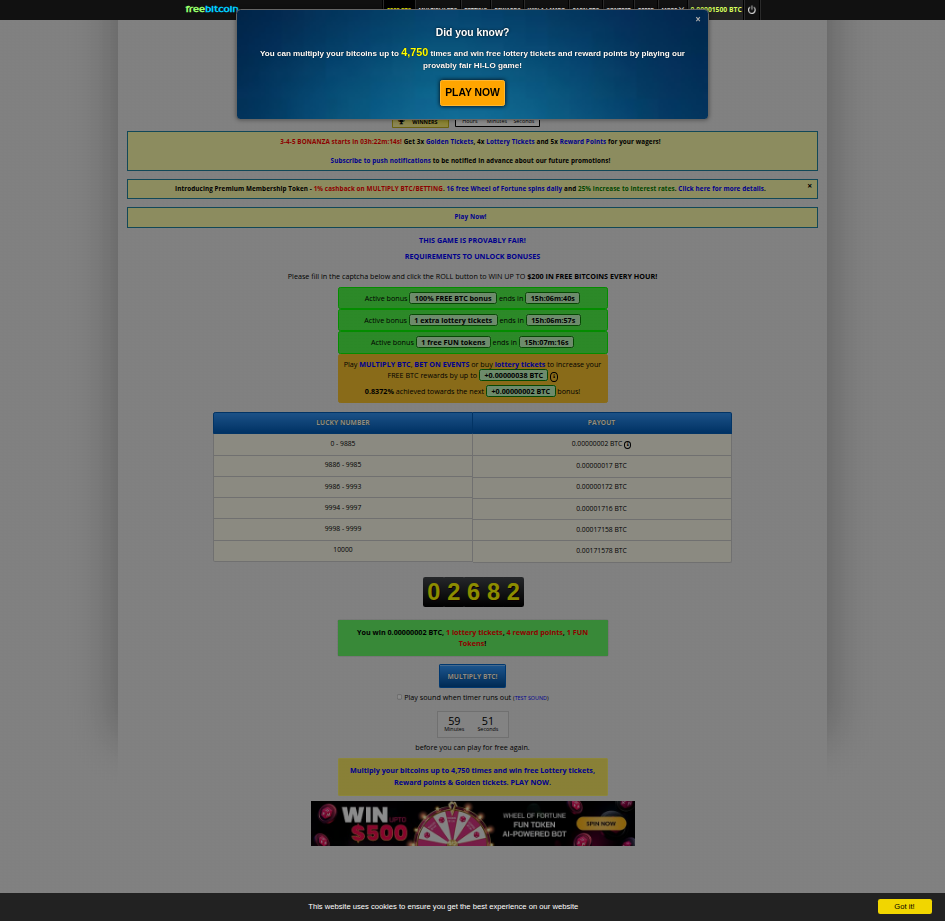 freebitcoin
00001500 BTC
×
Did you know?
You can multiply your bitcoins up to 4,750 times and win free lottery tickets and reward points by playing our
provably fair HI-LO game!
PLAY NOW
WINNERS
Hours Minutes Seconds
3-4-5 BONANZA starts in 03h:22m:14s! Get 3x Golden Tickets, 4x Lottery Tickets and 5x Reward Points for your wagers!
Subscribe to push notifications to be notified in advance about our future promotions!
Introducing Premium Membership Token - 1% cashback on MULTIPLY BTC/BETTING. 16 free Wheel of Fortune spins daily and 25% increase to interest rates. Click here for more details.
×
Play Now!
THIS GAME IS PROVABLY FAIR!
REQUIREMENTS TO UNLOCK BONUSES
Please fill in the captcha below and click the ROLL button to WIN UP TO $200 IN FREE BITCOINS EVERY HOUR!
Active bonus 100% FREE BTC bonus ends in 15h:06m:40s
Active bonus 1 extra lottery tickets ends in 15h:06m:57s
Active bonus 1 free FUN tokens ends in 15h:07m:16s
Play MULTIPLY BTC, BET ON EVENTS or buy lottery tickets to increase your
FREE BTC rewards by up to +0.00000038 BTC
0.8372% achieved towards the next +0.00000002 BTC bonus!
LUCKY NUMBER PAYOUT
0 - 9885 0.00000002 BTC
9886 - 9985 0.00000017 BTC
9986 - 9993 0.00000172 BTC
9994 - 9997 0.00001716 BTC
9998 - 9999 0.00017158 BTC
10000 0.00171578 BTC
02682
You win 0.00000002 BTC, 1 lottery tickets, 4 reward points, 1 FUN
Tokens!
MULTIPLY BTC!
Play sound when timer runs out (TEST SOUND)
59 51
Minutes Seconds
before you can play for free again.
Multiply your bitcoins up to 4,750 times and win free Lottery tickets,
Reward points & Golden tickets. PLAY NOW.
WIN UPTO
$500
WHEEL OF FORTUNE
FUN TOKEN
AI-POWERED BOT
SPIN NOW
This website uses cookies to ensure you get the best experience on our website
Got it!